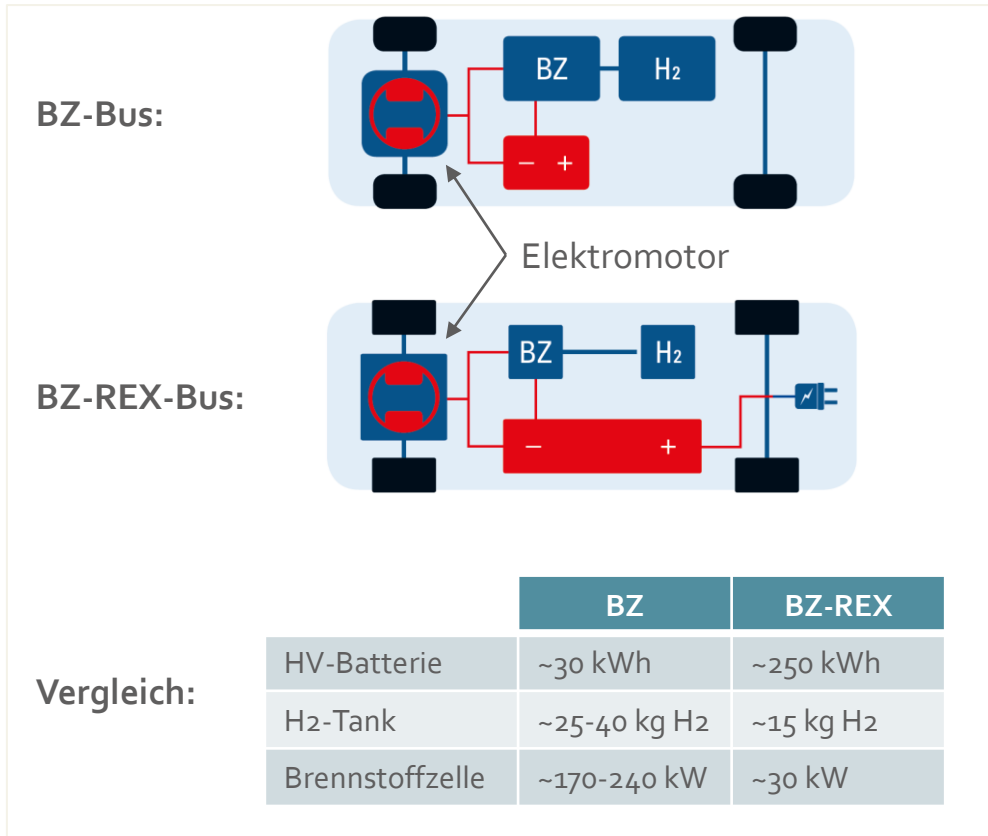 BZ-Bus:
BZ
H₂
− +
Elektromotor
BZ-REX-Bus:
BZ
H₂
− +
Vergleich:
BZ BZ-REX
HV-Batterie ~30 kWh ~250 kWh
H2-Tank ~25-40 kg H2 ~15 kg H2
Brennstoffzelle ~170-240 kW ~30 kW